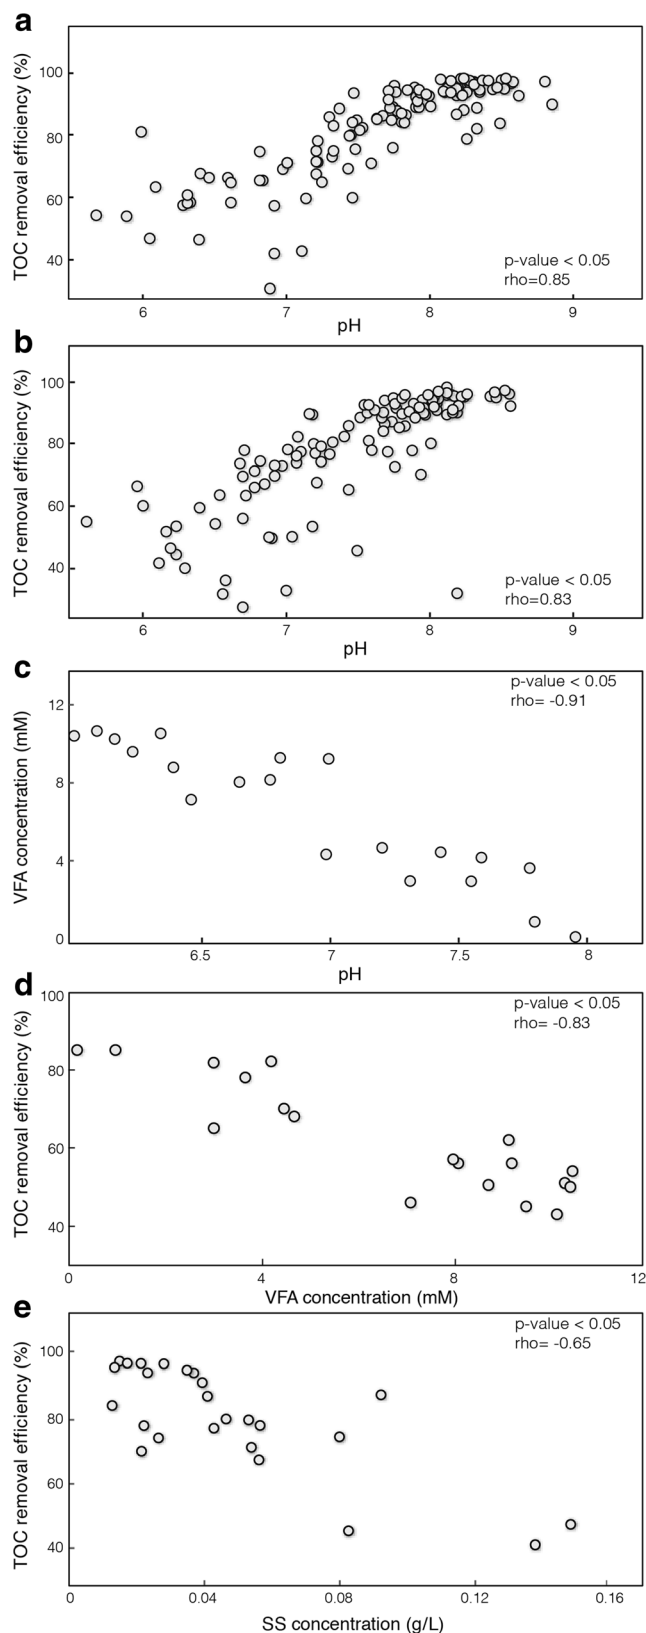 a
TOC removal efficiency (%)
100
80
60
40
p-value < 0.05
rho=0.85
6 7 8 9
pH
b
TOC removal efficiency (%)
100
80
60
40
p-value < 0.05
rho=0.83
6 7 8 9
pH
c
VFA concentration (mM)
12
8
4
0
p-value < 0.05
rho= -0.91
6.5 7 7.5 8
pH
d
TOC removal efficiency (%)
100
80
60
40
p-value < 0.05
rho= -0.83
0 4 8 12
VFA concentration (mM)
e
TOC removal efficiency (%)
100
80
60
40
p-value < 0.05
rho= -0.65
0 0.04 0.08 0.12 0.16
SS concentration (g/L)